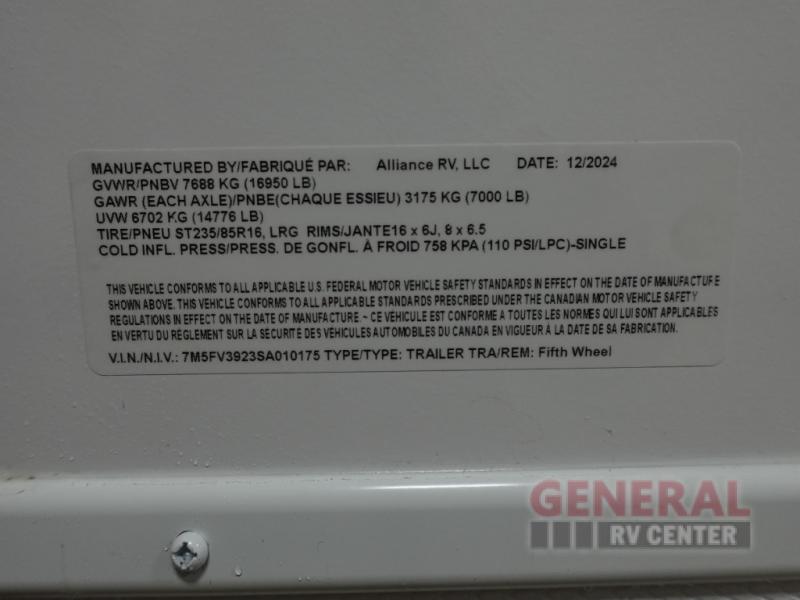 MANUFACTURED BY/FABRIQUÉ PAR: Alliance RV, LLC DATE: 12/2024
GVWR/PNBV 7688 KG (16950 LB)
GAWR (EACH AXLE)/PNBE(CHAQUE ESSIEU) 3175 KG (7000 LB)
UVW 6702 KG (14776 LB)
TIRE/PNEU ST235/85R16, LRG RIMS/JANTE16 x 6J, 8 x 6.5
COLD INFL. PRESS/PRESS. DE GONFL. À FROID 758 KPA (110 PSI/LPC)-SINGLE
THIS VEHICLE CONFORMS TO ALL APPLICABLE U.S. FEDERAL MOTOR VEHICLE SAFETY STANDARDS IN EFFECT ON THE DATE OF MANUFACTURE
SHOWN ABOVE. THIS VEHICLE CONFORMS TO ALL APPLICABLE STANDARDS PRESCRIBED UNDER THE CANADIAN MOTOR VEHICLE SAFETY
REGULATIONS IN EFFECT ON THE DATE OF MANUFACTURE ~ CE VÉHICULE EST CONFORME A TOUTES LES NORMES QUI LUI SONT APPLICABLES
EN VERTU DU RÈGLEMENT SUR LA SÉCURITÉ DES VÉHICULES AUTOMOBILES DU CANADA EN VIGUEUR À LA DATE DE SA FABRICATION.
V.I.N./N.I.V.: 7M5FV3923SA010175 TYPE/TYPE: TRAILER TRA/REM: Fifth Wheel
GENERAL
RV CENTER